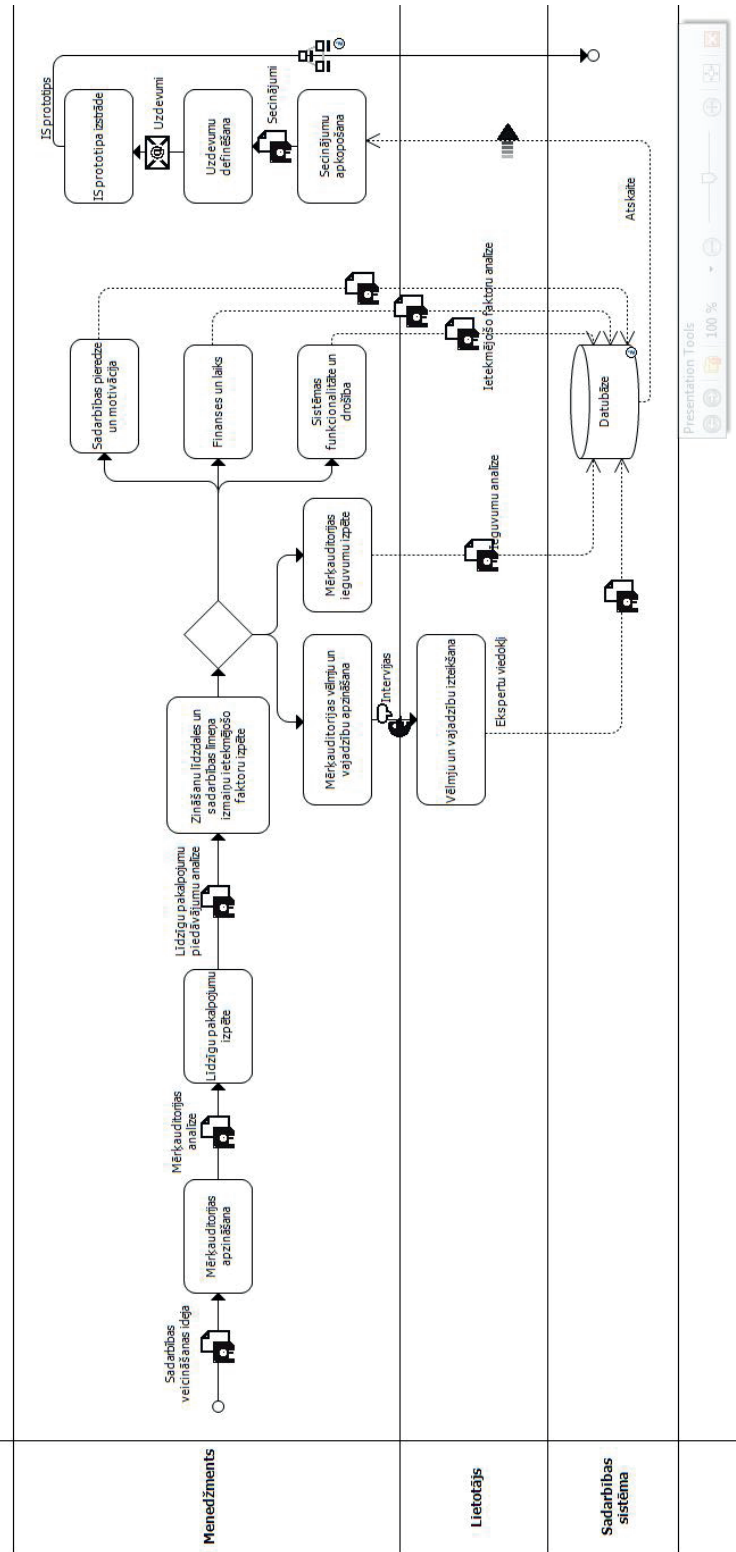 Menedžments
Sadarbības
veicināšanas ideja
Mērķauditorijas
apzināšana
Mērķauditorijas
analīze
Līdzīgu pakalpojumu
izpēte
Līdzīgu pakalpojumu
piedāvājumu analīze
Zināšanu līdzdales un
sadarbības līmeņa
izmaiņu ietekmējošo
faktoru izpēte
Sadarbības pieredze
un motivācija
Finanses un laiks
Sistēmas
funkcionalitāte un
drošība
Mērķauditorijas vēlmju un
vajadzību apzināšana
Mērķauditorijas
ieguvumu izpēte
Intervijas
Secinājumu
apkopošana
Secinājumi
Uzdevumu
definēšana
Uzdevumi
IS prototipa izstrāde
IS prototips
Lietotājs
Vēlmju un vajadzību izteikšana
Ekspertu viedokļi
Ieguvumu analīze
Ietekmējošo faktoru analīze
Sadarbības
sistēma
Datubāze
Atskaite
Presentation Tools
100 %